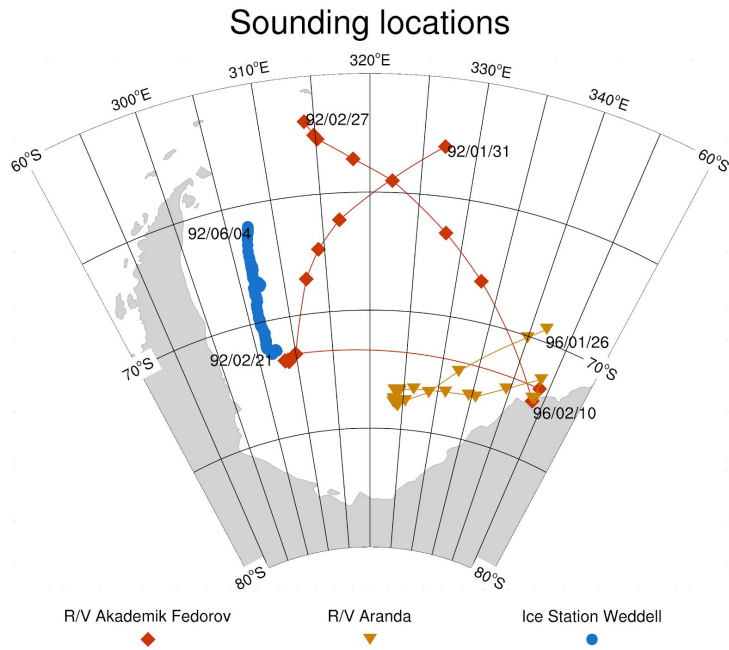 Sounding locations
320°E
310°E
330°E
300°E
340°E
60°S
60°S
92/02/27
92/01/31
92/06/04
96/01/26
92/02/21
70°S
70°S
96/02/10
80°S
80°S
R/V Akademik Fedorov
R/V Aranda
Ice Station Weddell